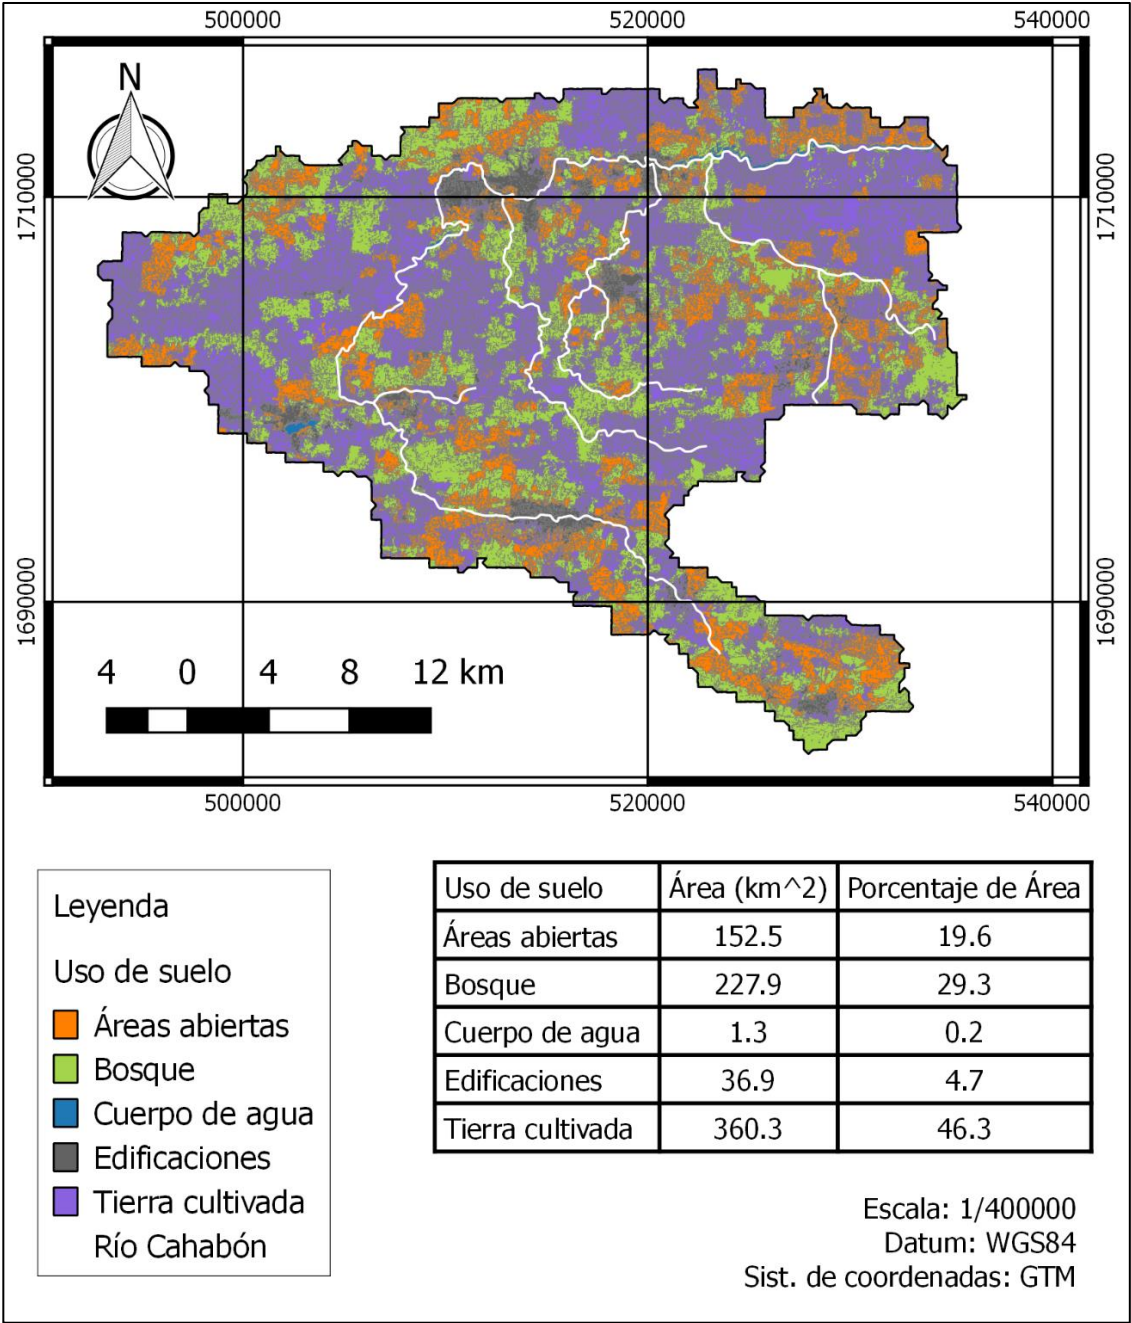 500000 520000 540000
N
1710000 1710000
1690000 1690000
4 0 4 8 12 km
500000 520000 540000
Leyenda
Uso de suelo
Áreas abiertas
Bosque
Cuerpo de agua
Edificaciones
Tierra cultivada
Río Cahabón
Uso de suelo Área (km^2) Porcentaje de Área
Áreas abiertas 152.5 19.6
Bosque 227.9 29.3
Cuerpo de agua 1.3 0.2
Edificaciones 36.9 4.7
Tierra cultivada 360.3 46.3
Escala: 1/400000
Datum: WGS84
Sist. de coordenadas: GTM